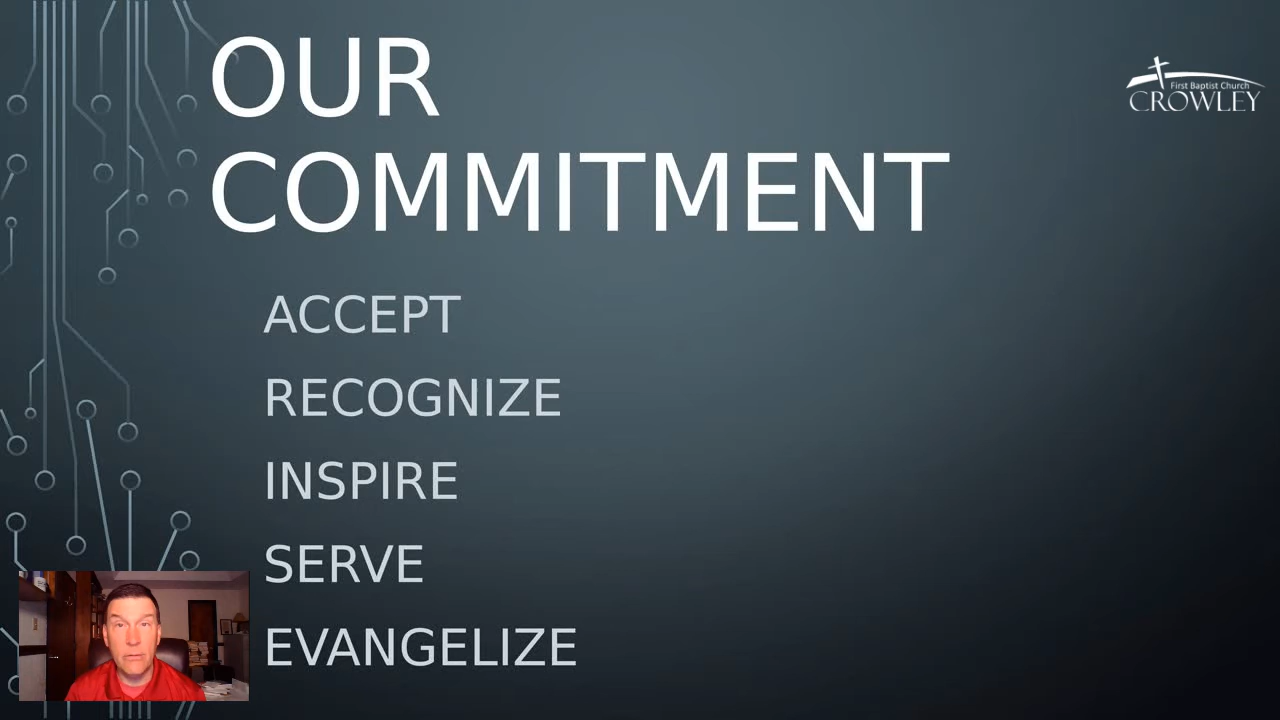 OUR
COMMITMENT
First Baptist Church
CROWLEY
ACCEPT
RECOGNIZE
INSPIRE
SERVE
EVANGELIZE